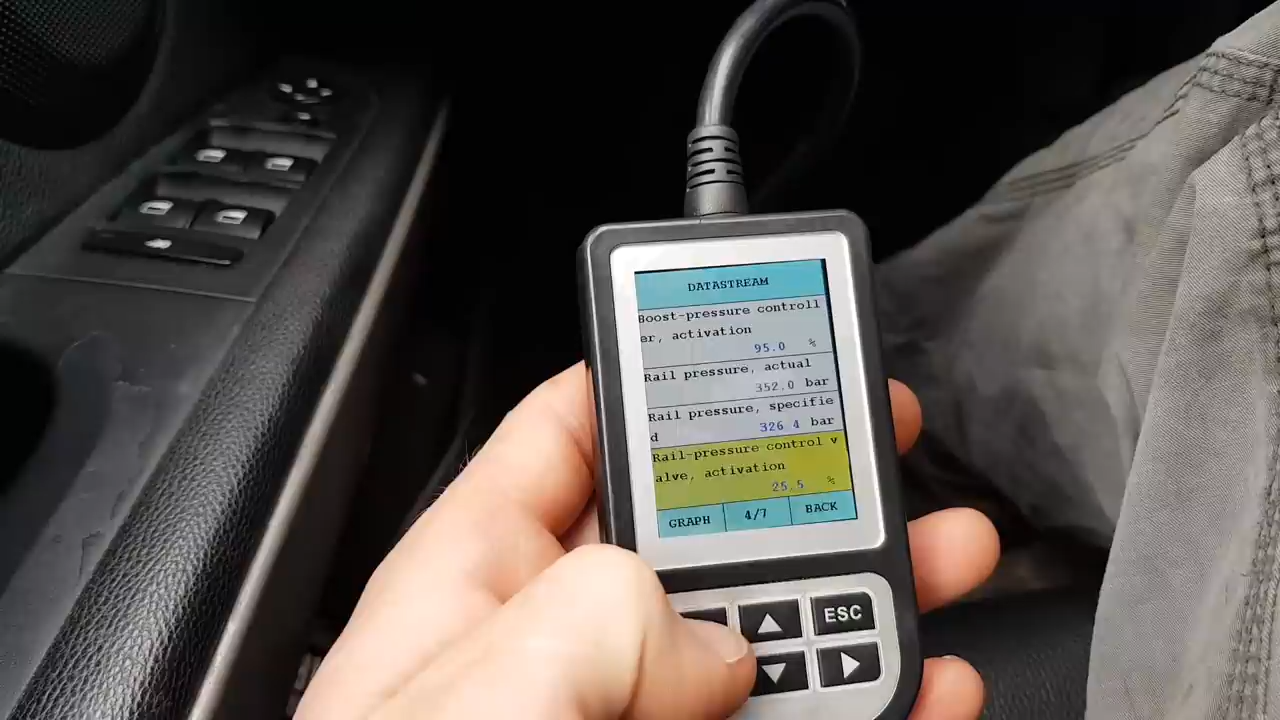 DATASTREAM
Boost-pressure controll
er, activation
95.0 %
Rail pressure, actual
352.0 bar
Rail pressure, specifie
d 326.4 bar
Rail-pressure control v
alve, activation
25.5 %
GRAPH 4/7 BACK
ESC